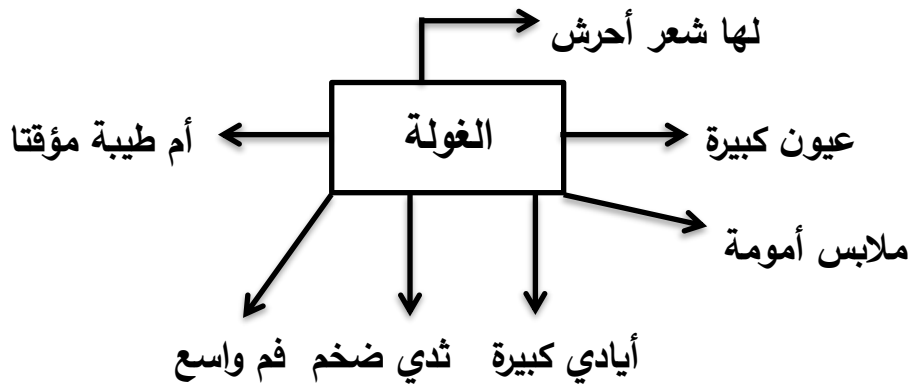 لها شعر أحرش
الغولة
عيون كبيرة
أم طيبة مؤقتا
ملابس أمومة
أيادي كبيرة
ثدي ضخم
فم واسع